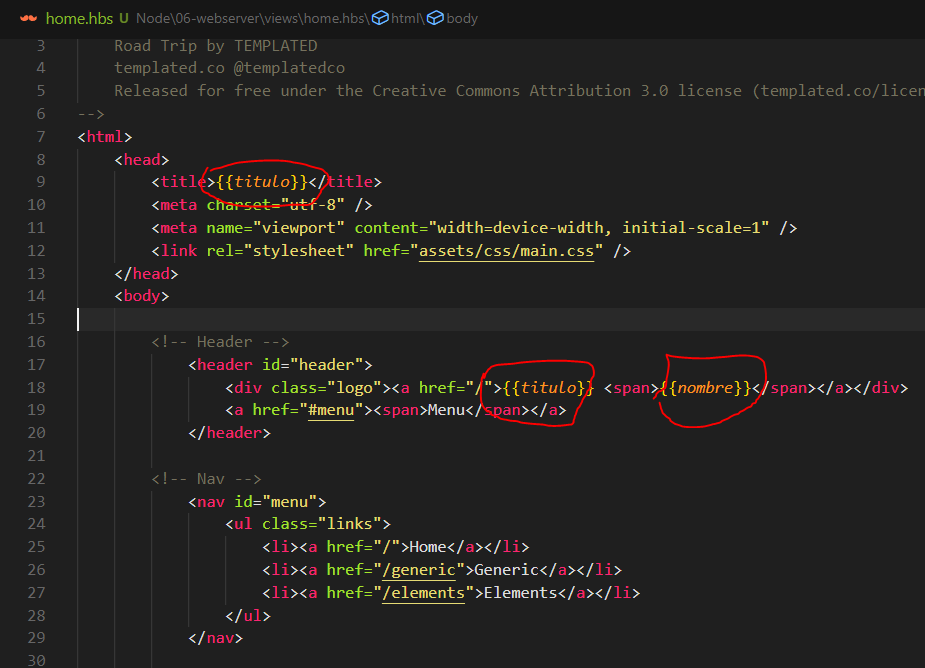 home.hbs U Node\06-webserver\views\home.hbs\html\body
3 Road Trip by TEMPLATED
4 templated.co @templatedco
5 Released for free under the Creative Commons Attribution 3.0 license (templated.co/licen
6 -->
7 <html>
8 <head>
9 <title>{{titulo}}</title>
10 <meta charset="utf-8" />
11 <meta name="viewport" content="width=device-width, initial-scale=1" />
12 <link rel="stylesheet" href="assets/css/main.css" />
13 </head>
14 <body>
15
16 <!-- Header -->
17 <header id="header">
18 <div class="logo"><a href="/">{{titulo}} <span>{{nombre}}</span></a></div>
19 <a href="#menu"><span>Menu</span></a>
20 </header>
21
22 <!-- Nav -->
23 <nav id="menu">
24 <ul class="links">
25 <li><a href="/">Home</a></li>
26 <li><a href="/generic">Generic</a></li>
27 <li><a href="/elements">Elements</a></li>
28 </ul>
29 </nav>
30